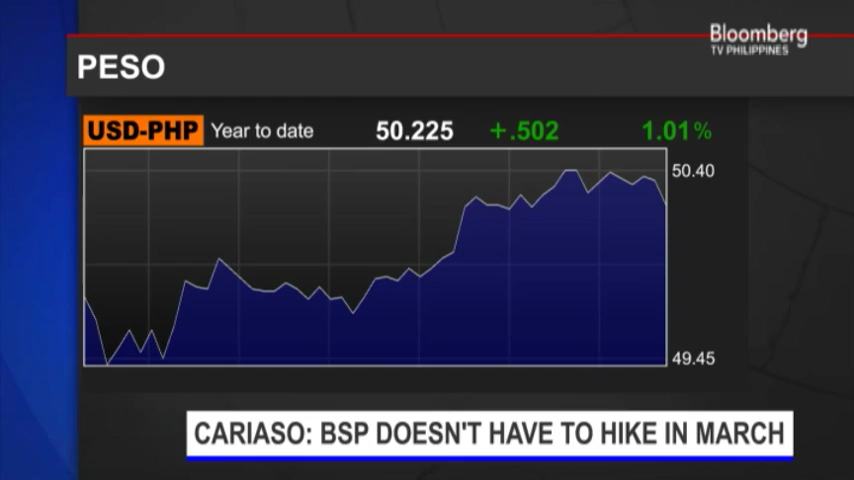 Bloomberg
TV PHILIPPINES
PESO
USD-PHP Year to date 50.225 +.502 1.01%
50.40
49.45
CARIASO: BSP DOESN'T HAVE TO HIKE IN MARCH